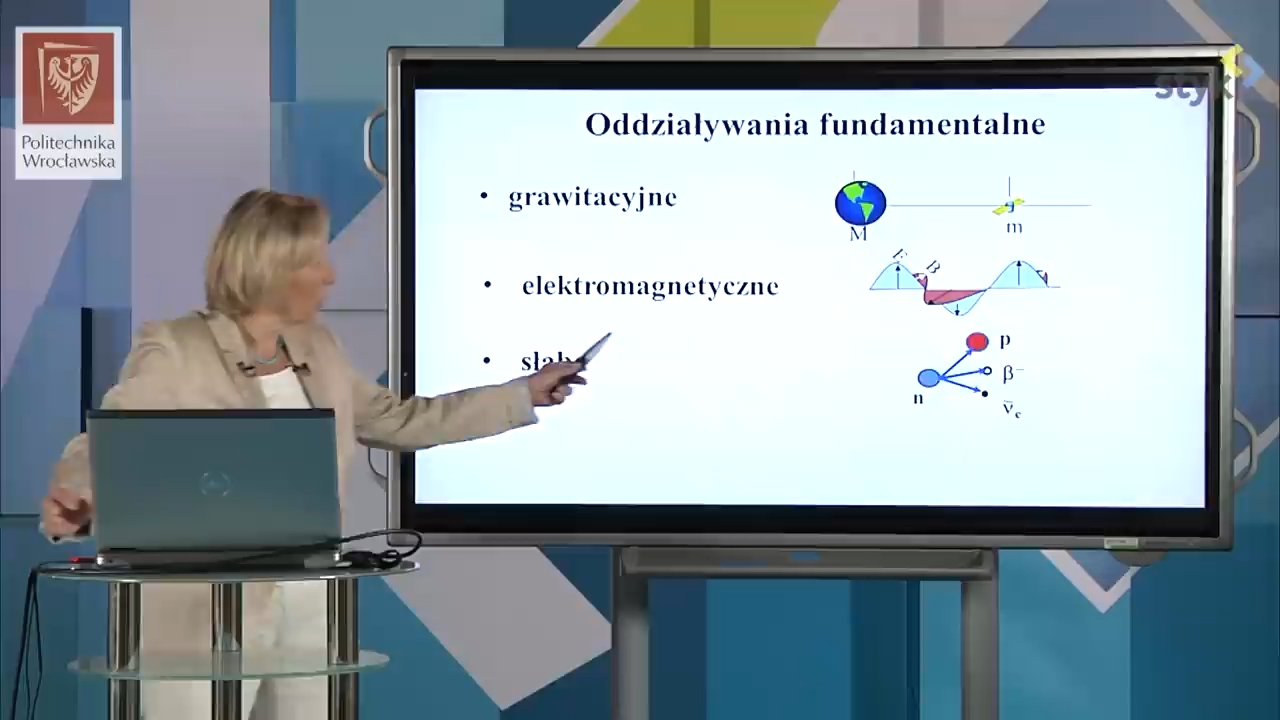 Politechnika
Wrocławska
Oddziaływania fundamentalne
• grawitacyjne
M
m
• elektromagnetyczne
E
B
•
p
n
β⁻
ν̄e